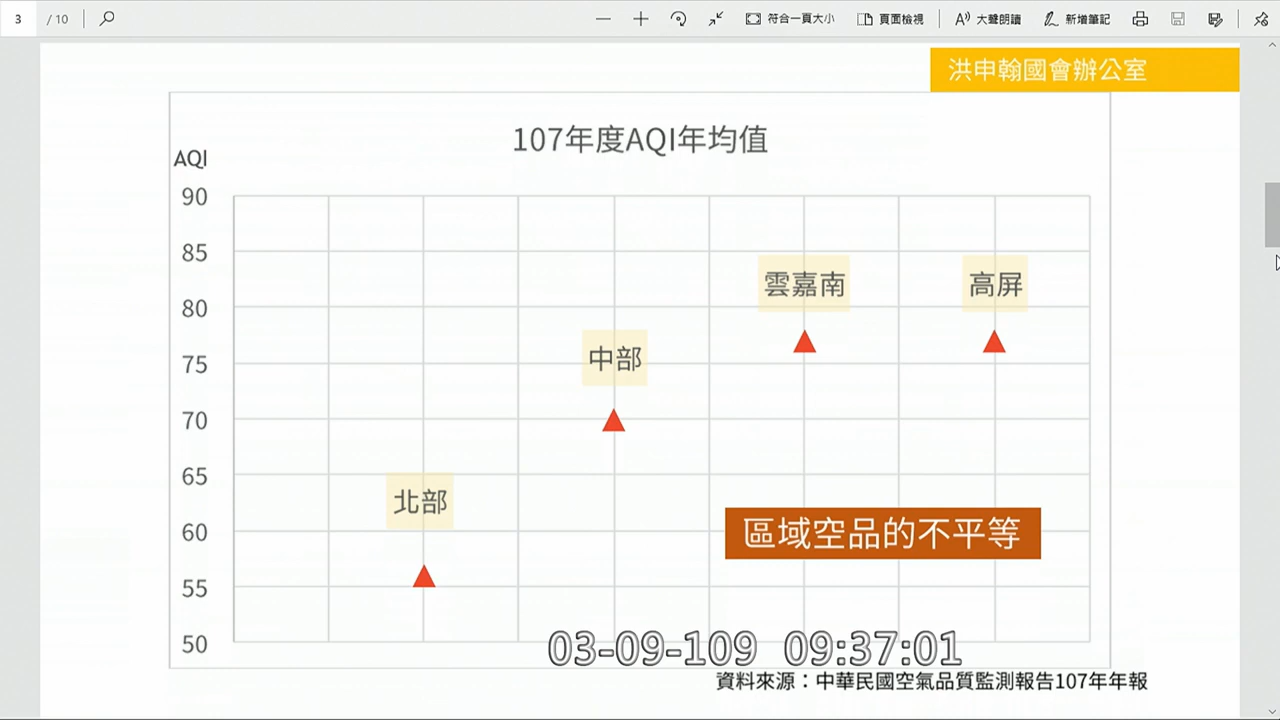 3 / 10 符合一頁大小 頁面檢視 大聲朗讀 新增筆記
洪申翰國會辦公室
107年度AQI年均值
AQI
90
85
80
75
70
65
60
55
50
雲嘉南
高屏
中部
北部
區域空品的不平等
03-09-109 09:37:01
資料來源：中華民國空氣品質監測報告107年年報